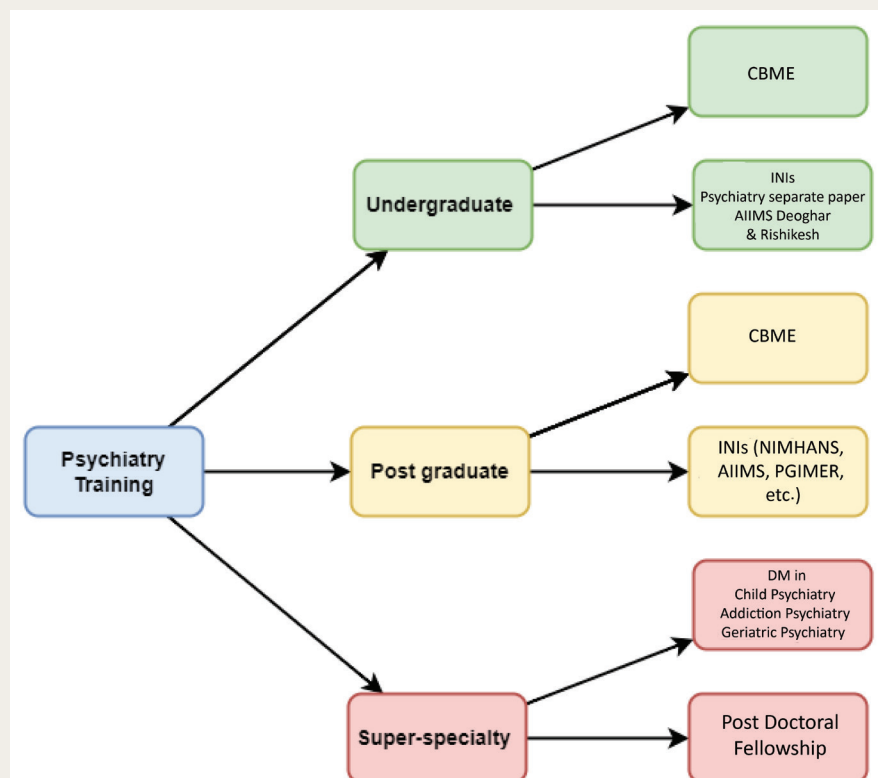 CBME
INIs
Psychiatry separate paper
AIIMS Deoghar
& Rishikesh
Undergraduate
CBME
Psychiatry
Training
Post graduate
INIs (NIMHANS,
AIIMS, PGIMER,
etc.)
DM in
Child Psychiatry
Addiction Psychiatry
Geriatric Psychiatry
Super-specialty
Post Doctoral
Fellowship